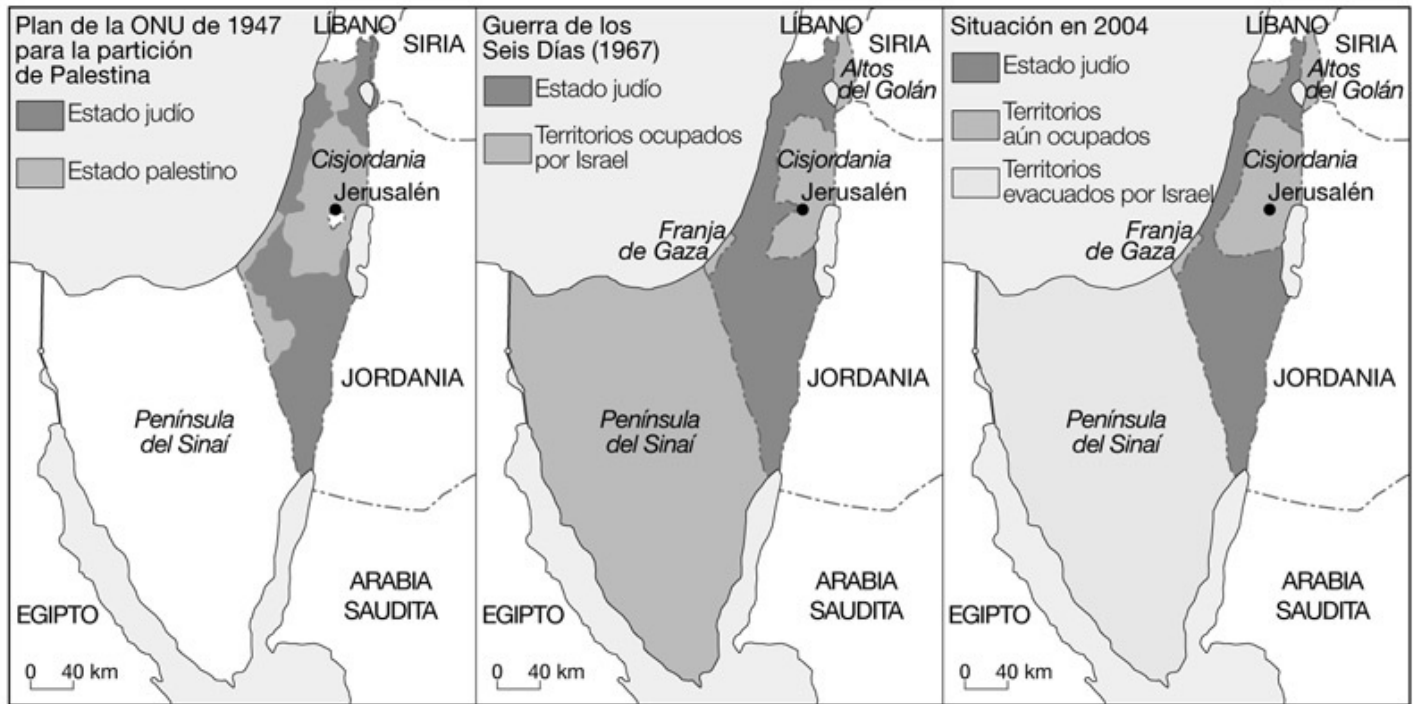 Plan de la ONU de 1947
para la partición
de Palestina
Estado judío
Estado palestino
LÍBANO
SIRIA
Cisjordania
Jerusalén
JORDANIA
Península
del Sinaí
EGIPTO
ARABIA
SAUDITA
0 40 km
Guerra de los
Seis Días (1967)
Estado judío
Territorios ocupados
por Israel
LÍBANO
SIRIA
Altos
del Golán
Cisjordania
Jerusalén
Franja
de Gaza
JORDANIA
Península
del Sinaí
EGIPTO
ARABIA
SAUDITA
0 40 km
Situación en 2004
Estado judío
Territorios
aún ocupados
Territorios
evacuados por Israel
LÍBANO
SIRIA
Altos
del Golán
Cisjordania
Jerusalén
Franja
de Gaza
JORDANIA
Península
del Sinaí
EGIPTO
ARABIA
SAUDITA
0 40 km